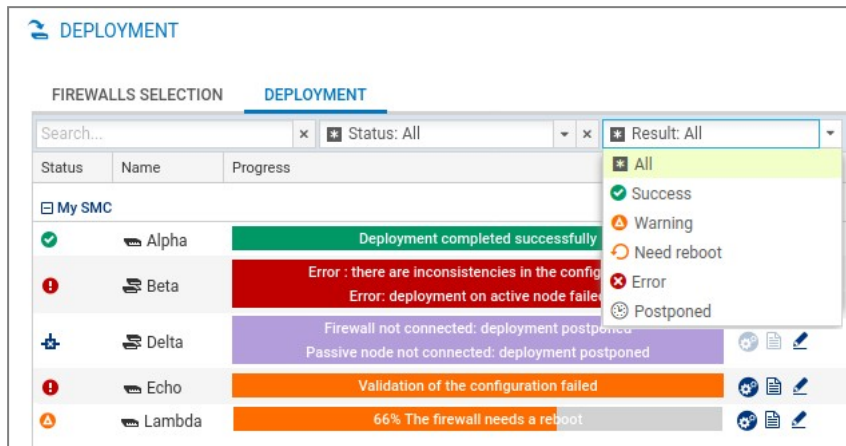 DEPLOYMENT
FIREWALLS SELECTION DEPLOYMENT
Search... Status: All Result: All
Status Name Progress
All
Success
Warning
Need reboot
Error
Postponed
My SMC
Alpha Deployment completed successfully
Beta Error : there are inconsistencies in the config
Error: deployment on active node failed
Delta Firewall not connected: deployment postponed
Passive node not connected: deployment postponed
Echo Validation of the configuration failed
Lambda 66% The firewall needs a reboot